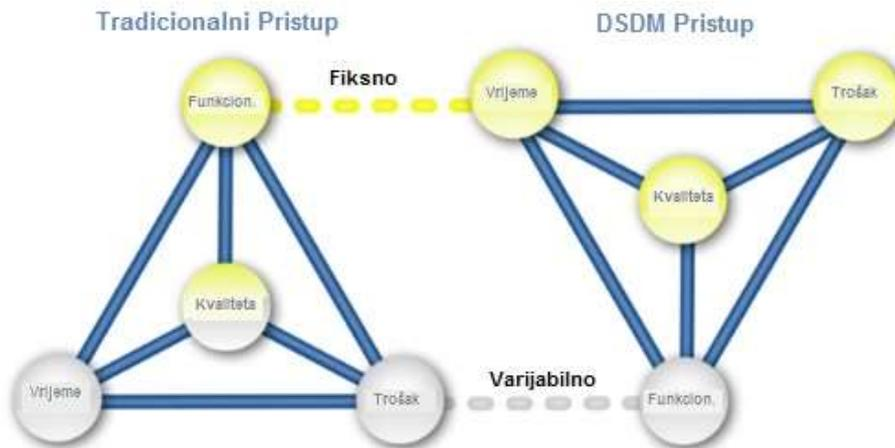 Tradicionalni Pristup
DSDM Pristup
Funkcion.
Fiksno
Vrijeme
Trošak
Kvaliteta
Kvaliteta
Vrijeme
Trošak
Varijabilno
Funkcion.